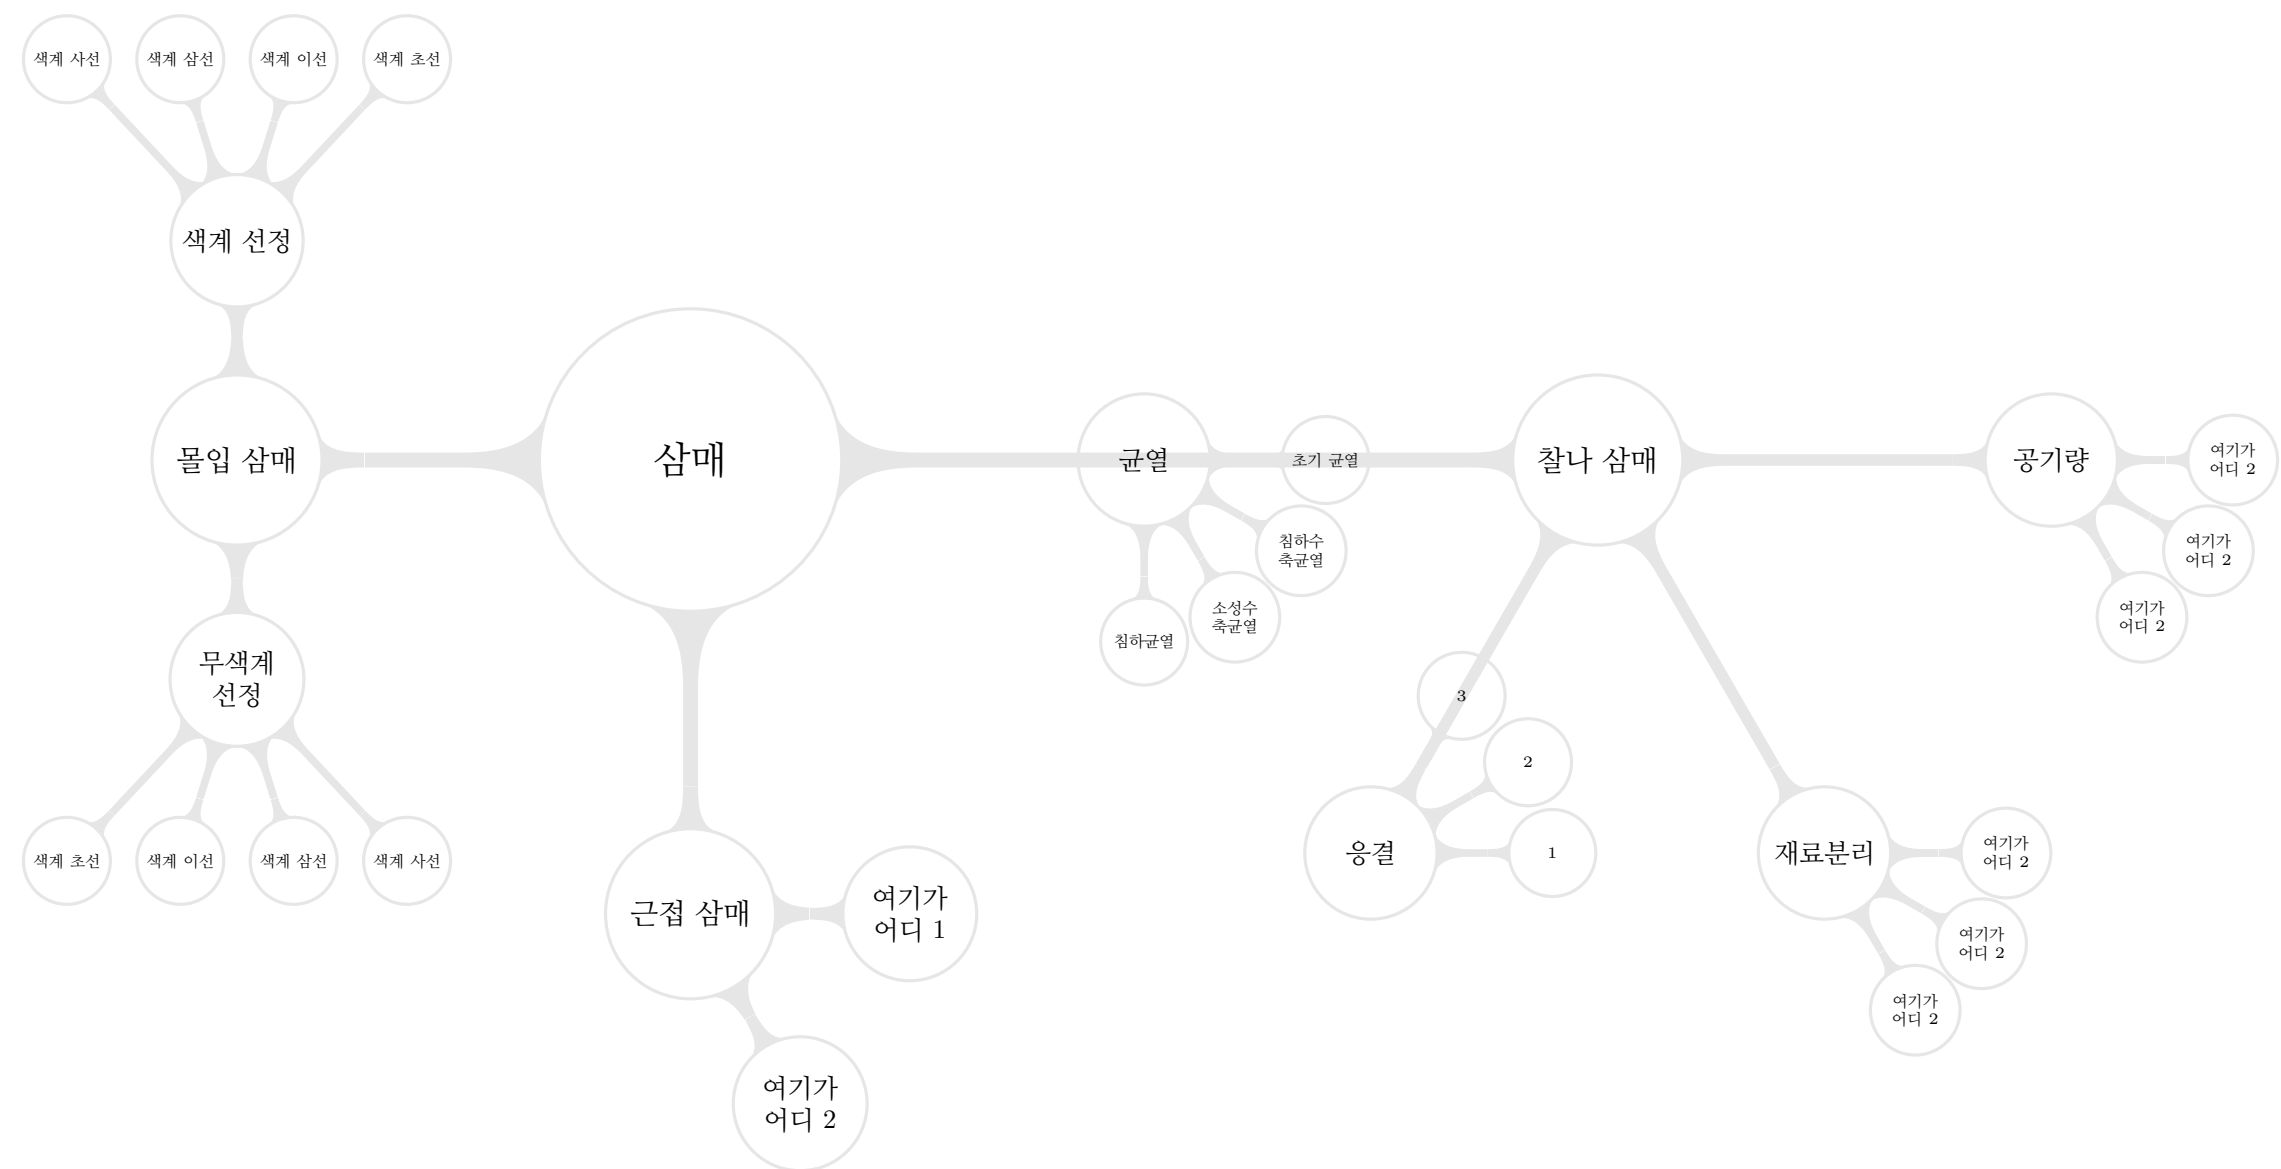 색계 사선
색계 삼선
색계 이선
색계 초선
색계 선정
몰입 삼매
삼매
균열
초기 균열
찰나 삼매
공기량
여기가
어디 2
여기가
어디 2
여기가
어디 2
침하수
축균열
소성수
축균열
침하균열
무색계
선정
3
2
1
응결
재료분리
여기가
어디 2
여기가
어디 2
여기가
어디 2
색계 초선
색계 이선
색계 삼선
색계 사선
근접 삼매
여기가
어디 1
여기가
어디 2